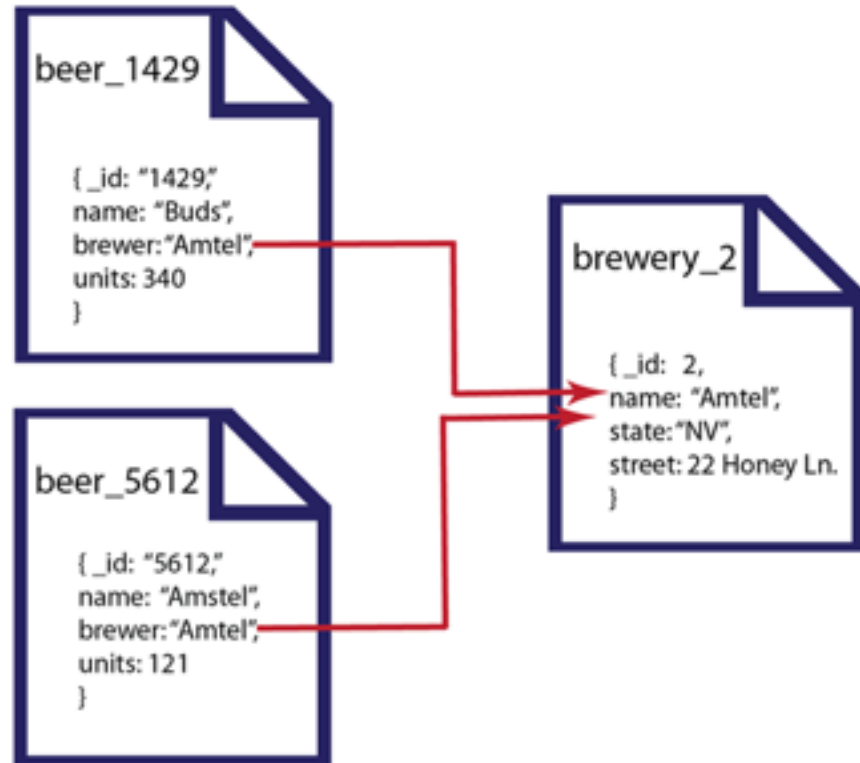 beer_1429
{ _id: “1429,”
name: “Buds”,
brewer:“Amtel”,
units: 340
}
beer_5612
{ _id: “5612,”
name: “Amstel”,
brewer:“Amtel”,
units: 121
}
brewery_2
{ _id: 2,
name: “Amtel”,
state:“NV”,
street: 22 Honey Ln.
}